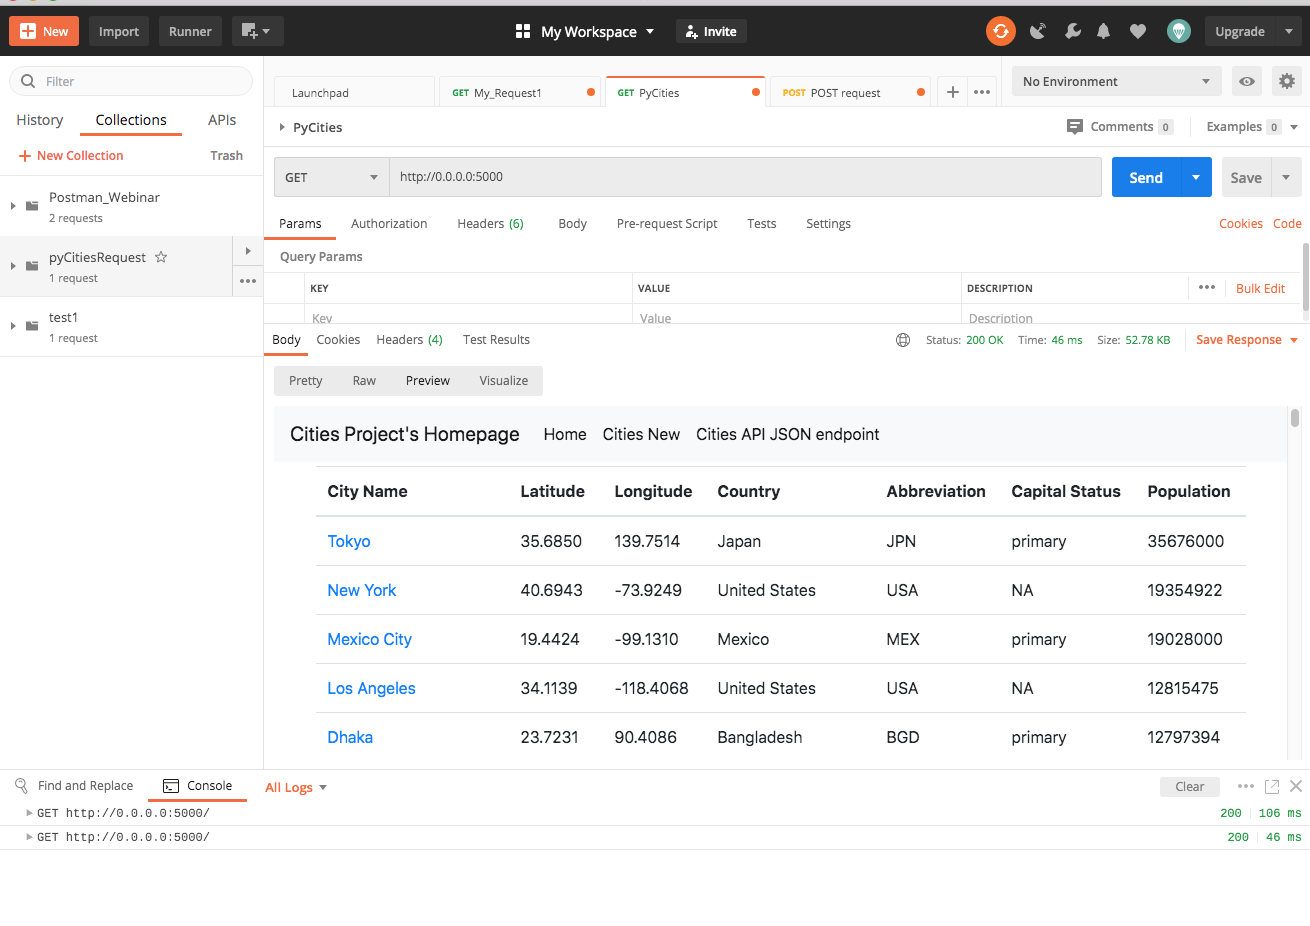 New Import Runner My Workspace Invite Upgrade
Filter
Launchpad GET My_Request1 GET PyCities POST POST request No Environment
History Collections APIs
PyCities Comments 0 Examples 0
New Collection Trash
GET http://0.0.0.0:5000 Send Save
Postman_Webinar
2 requests
pyCitiesRequest
1 request
test1
1 request
Params Authorization Headers (6) Body Pre-request Script Tests Settings Cookies Code
Query Params
KEY VALUE DESCRIPTION Bulk Edit
Key Value Description
Body Cookies Headers (4) Test Results Status: 200 OK Time: 46 ms Size: 52.78 KB Save Response
Pretty Raw Preview Visualize
Cities Project's Homepage Home Cities New Cities API JSON endpoint
City Name Latitude Longitude Country Abbreviation Capital Status Population
Tokyo 35.6850 139.7514 Japan JPN primary 35676000
New York 40.6943 -73.9249 United States USA NA 19354922
Mexico City 19.4424 -99.1310 Mexico MEX primary 19028000
Los Angeles 34.1139 -118.4068 United States USA NA 12815475
Dhaka 23.7231 90.4086 Bangladesh BGD primary 12797394
Find and Replace Console All Logs Clear
GET http://0.0.0.0:5000/ 200 106 ms
GET http://0.0.0.0:5000/ 200 46 ms